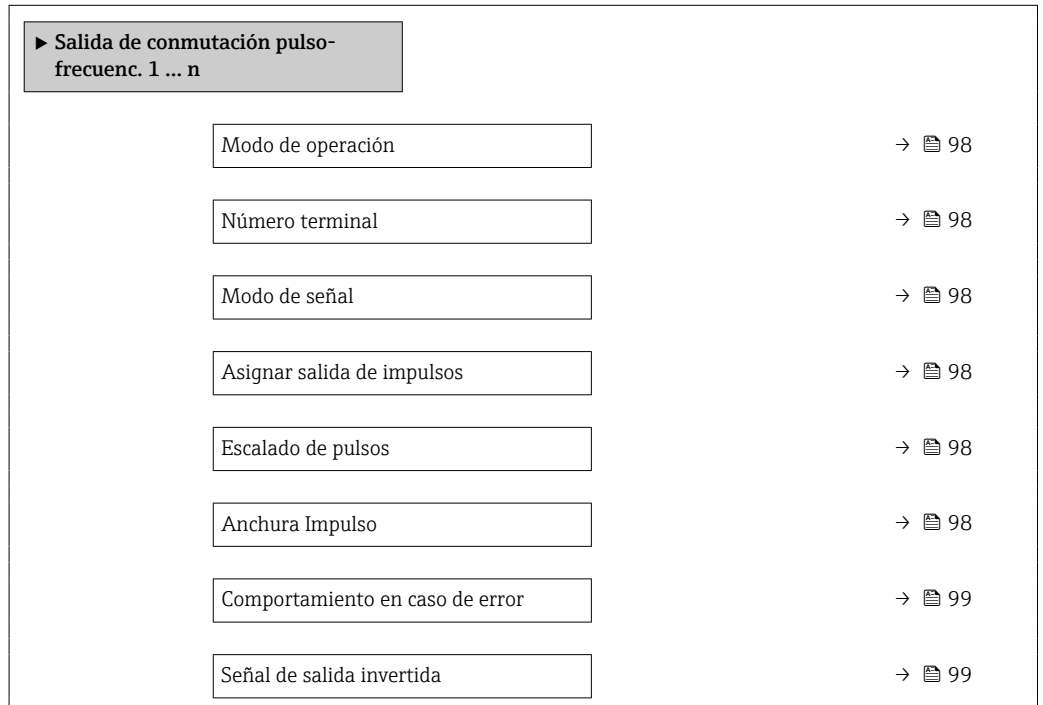 ▶ Salida de conmutación pulso-
frecuenc. 1 ... n
Modo de operación → 98
Número terminal → 98
Modo de señal → 98
Asignar salida de impulsos → 98
Escalado de pulsos → 98
Anchura Impulso → 98
Comportamiento en caso de error → 99
Señal de salida invertida → 99